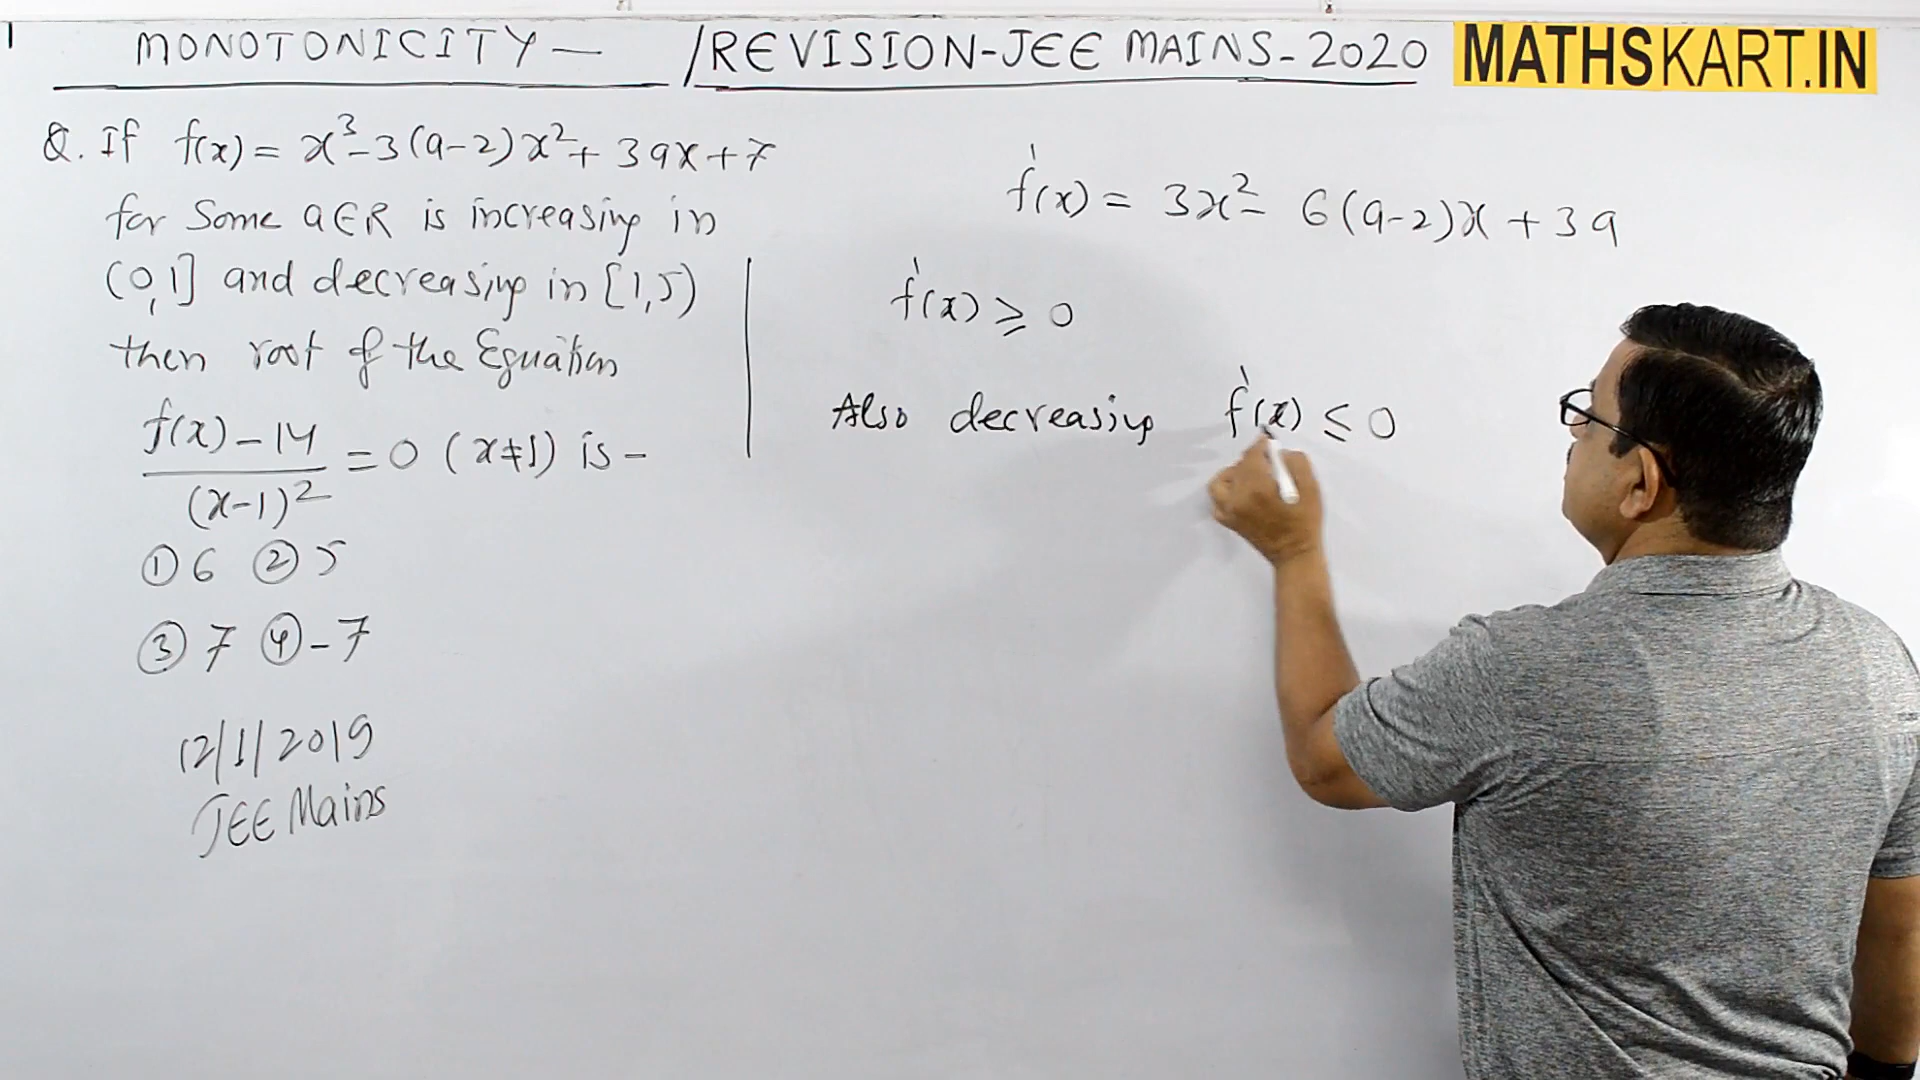 MONOTONICITY — /REVISION-JEE MAINS-2020
MATHSKART.IN
Q. If f(x) = x³-3(a-2)x²+3ax+7
for Some a∈R is increasing in
(0,1] and decreasing in [1,5)
then root of the Equation
f(x)-14
/(x-1)² = 0 (x≠1) is -
① 6 ② 5
③ 7 ④ -7
12/1/2019
JEE Mains
f'(x) = 3x² - 6(a-2)x + 3a
f'(x) ≥ 0
Also decreasing f'(x) ≤ 0